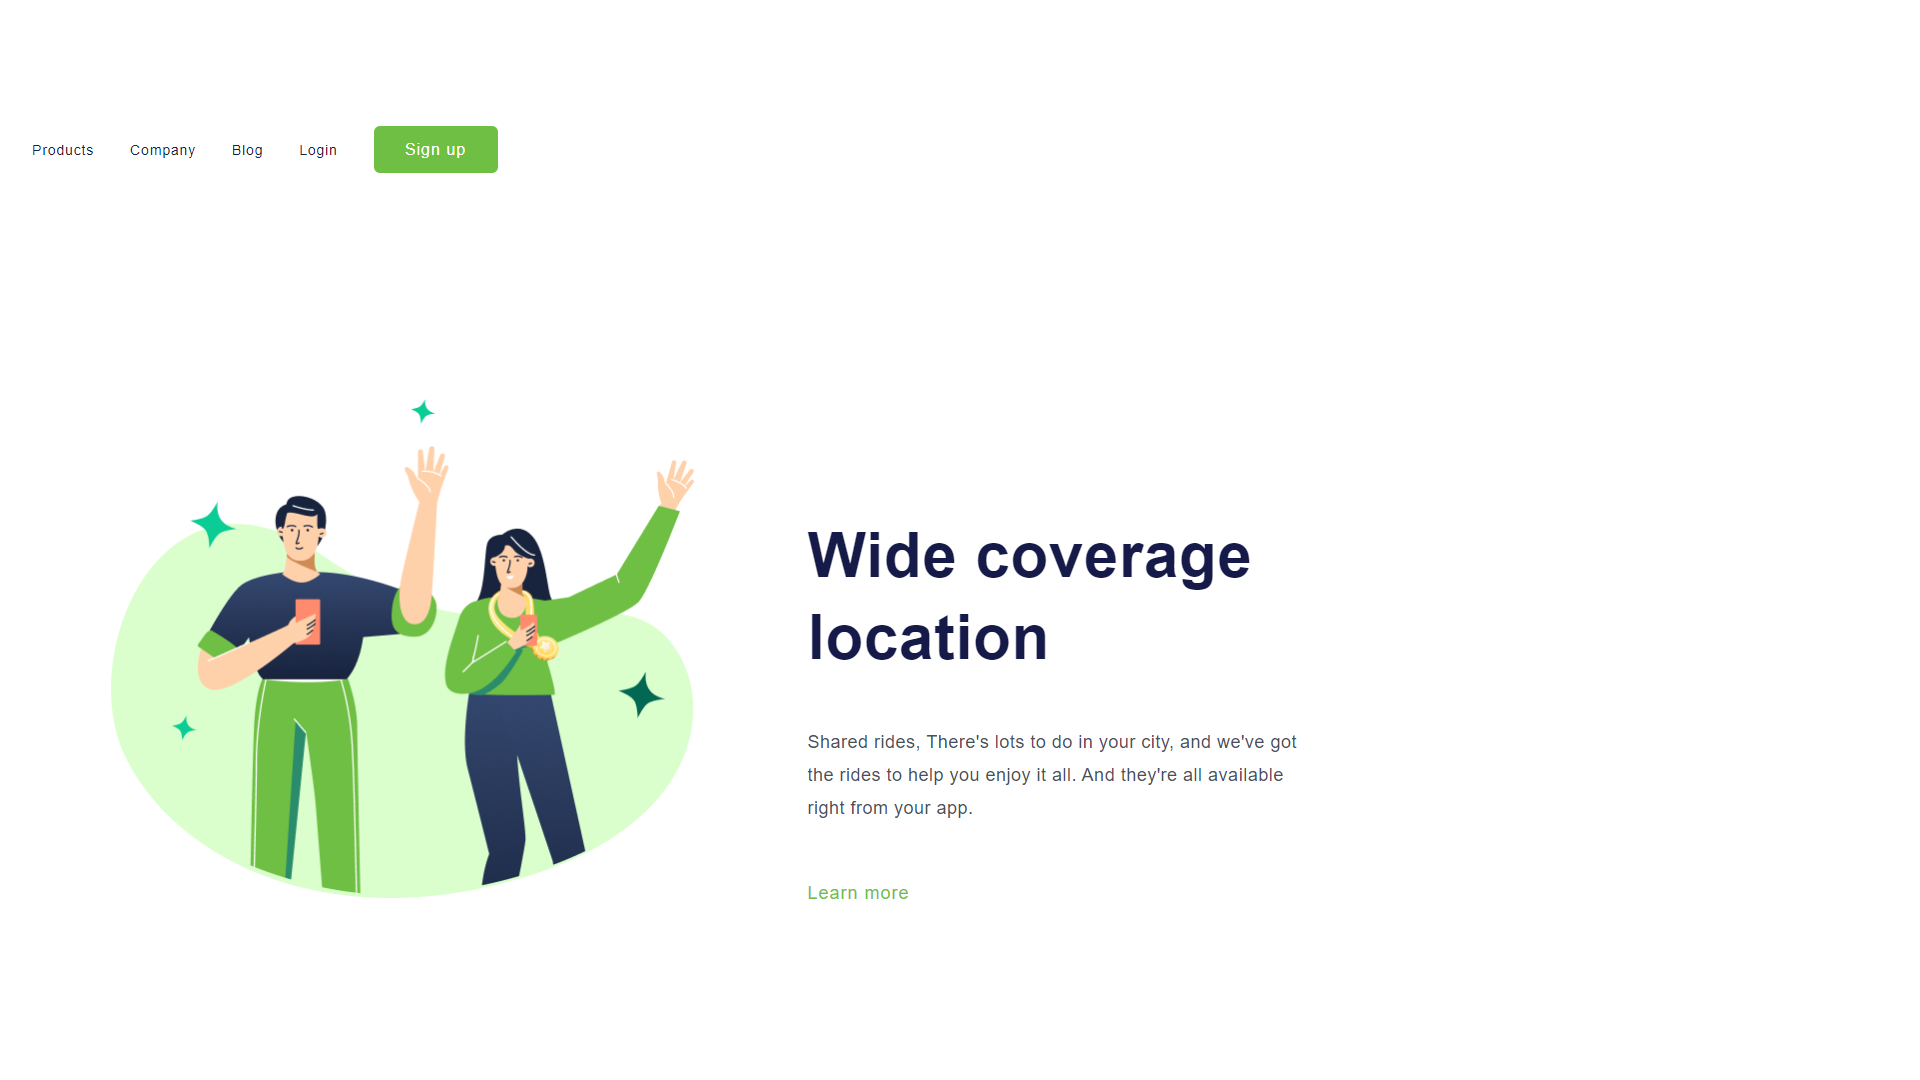 Products Company Blog Login Sign up
Wide coverage
location
Shared rides, There's lots to do in your city, and we've got
the rides to help you enjoy it all. And they're all available
right from your app.
Learn more